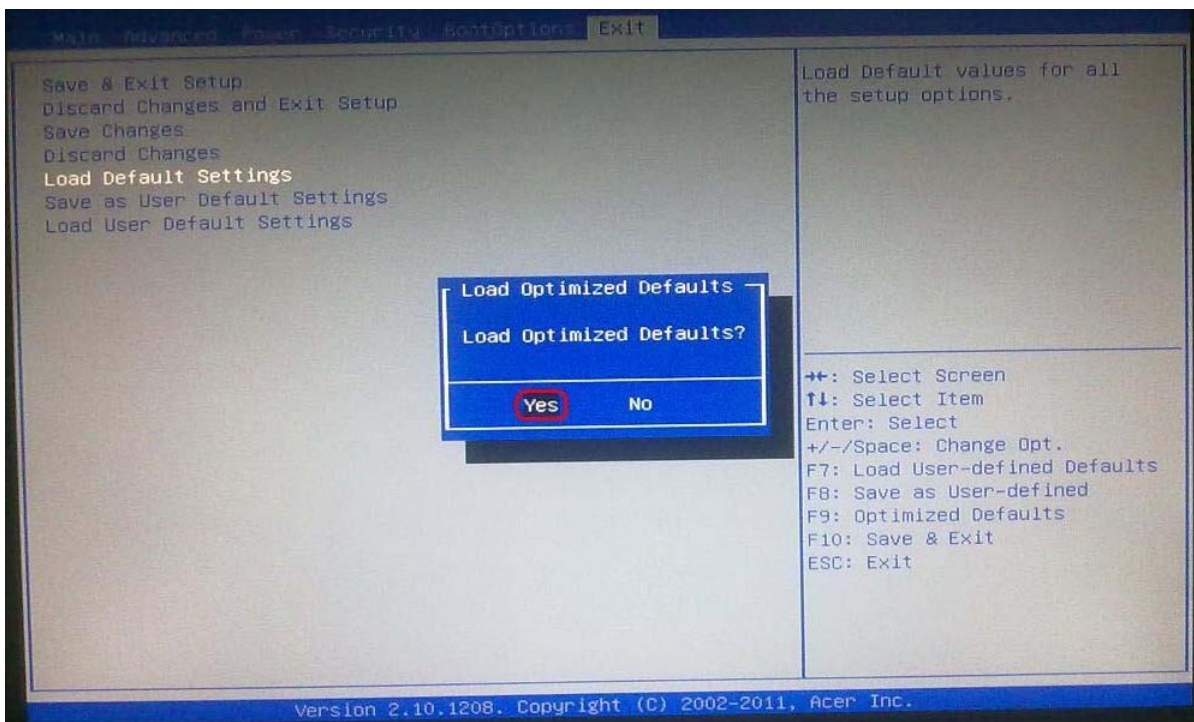 Main Advanced Power Security BootOptions Exit
Save & Exit Setup
Discard Changes and Exit Setup
Save Changes
Discard Changes
Load Default Settings
Save as User Default Settings
Load User Default Settings
Load Default values for all
the setup options.
Load Optimized Defaults
Load Optimized Defaults?
Yes No
→←: Select Screen
↑↓: Select Item
Enter: Select
+/-/Space: Change Opt.
F7: Load User-defined Defaults
F8: Save as User-defined
F9: Optimized Defaults
F10: Save & Exit
ESC: Exit
Version 2.10.1208. Copyright (C) 2002-2011, Acer Inc.